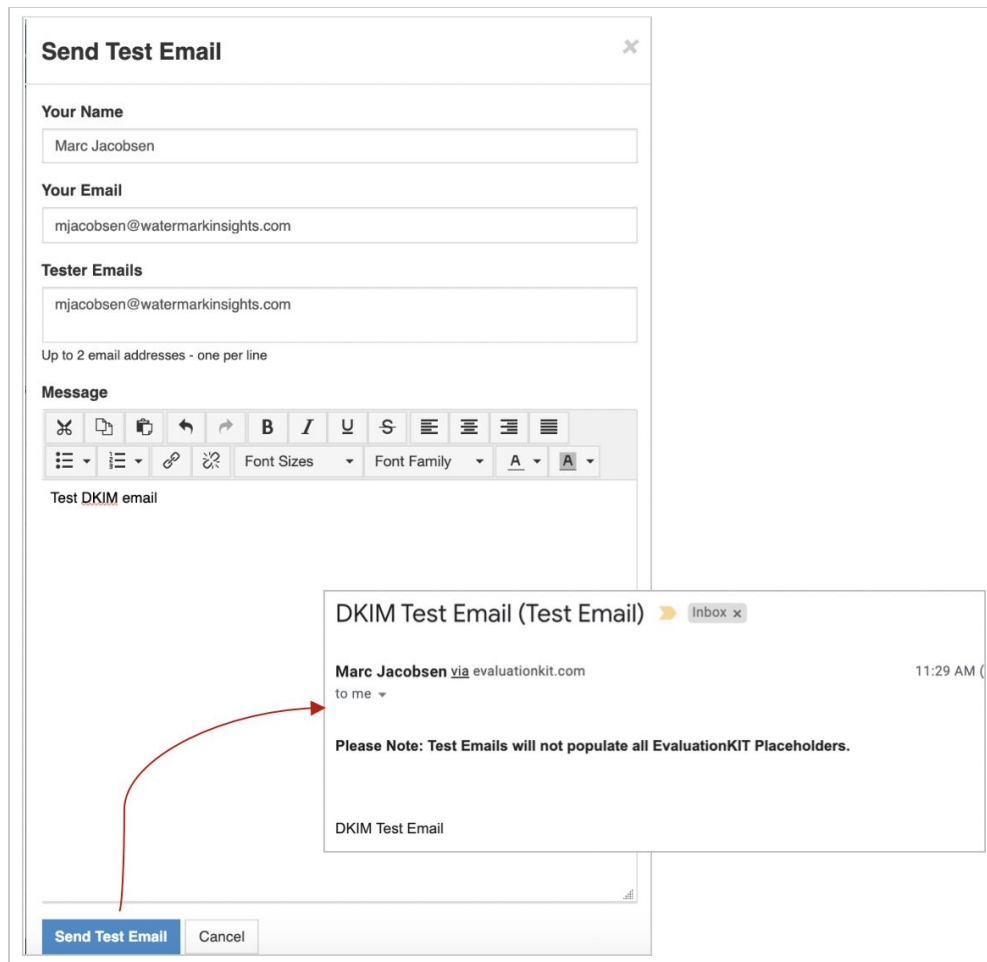 Send Test Email
Your Name
Marc Jacobsen
Your Email
mjacobsen@watermarkinsights.com
Tester Emails
mjacobsen@watermarkinsights.com
Up to 2 email addresses - one per line
Message
B I U S
Font Sizes Font Family A A
Test DKIM email
DKIM Test Email (Test Email) Inbox x
Marc Jacobsen via evaluationkit.com 11:29 AM (
to me
Please Note: Test Emails will not populate all EvaluationKIT Placeholders.
DKIM Test Email
Send Test Email Cancel